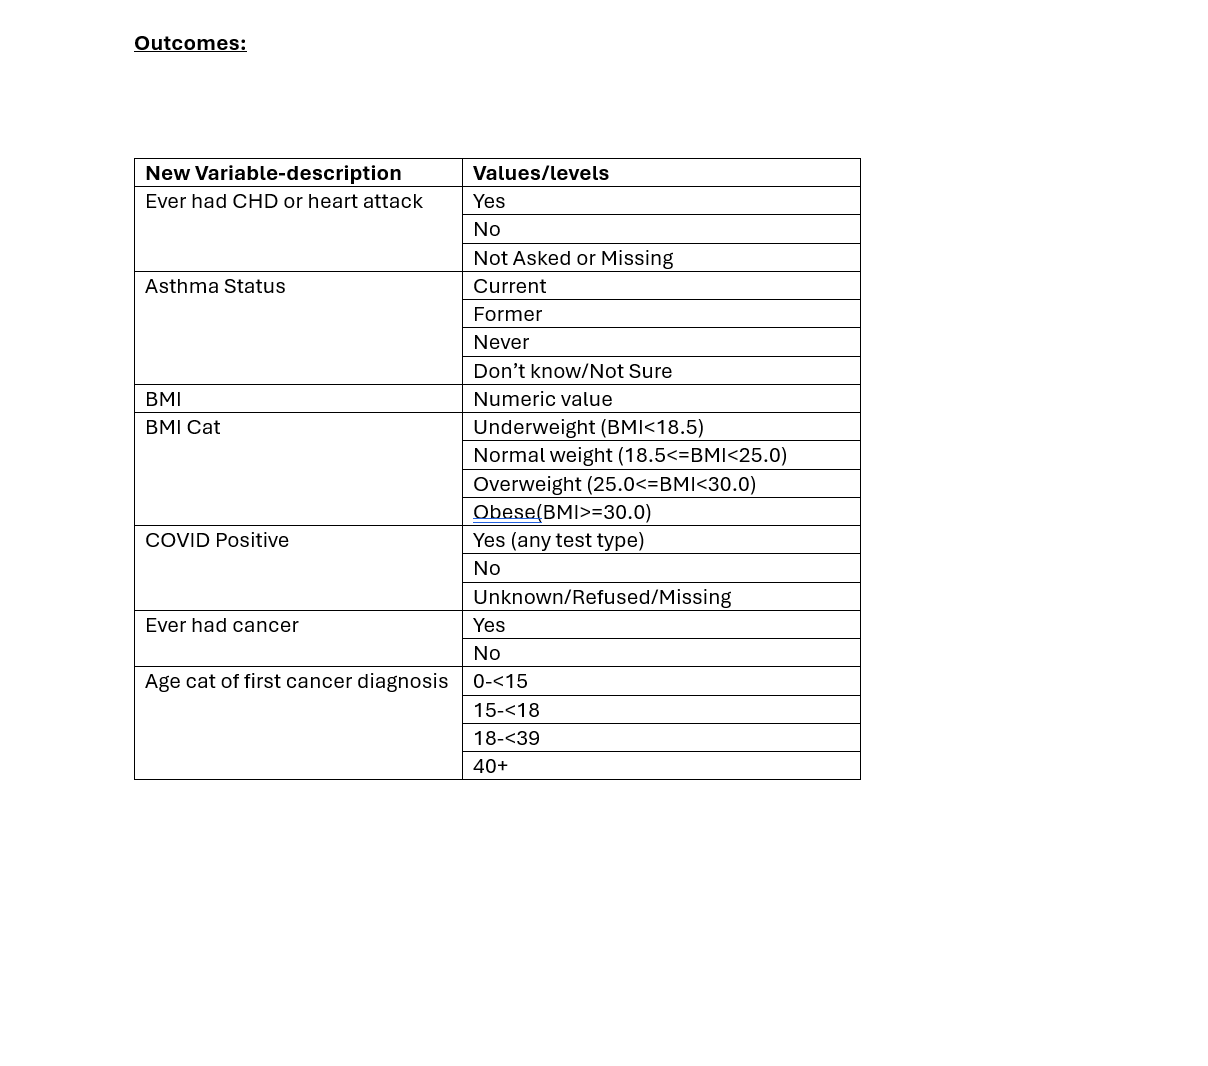 Outcomes:
New Variable-description Values/levels
Ever had CHD or heart attack Yes
No
Not Asked or Missing
Asthma Status Current
Former
Never
Don’t know/Not Sure
BMI Numeric value
BMI Cat Underweight (BMI<18.5)
Normal weight (18.5<=BMI<25.0)
Overweight (25.0<=BMI<30.0)
Obese(BMI>=30.0)
COVID Positive Yes (any test type)
No
Unknown/Refused/Missing
Ever had cancer Yes
No
Age cat of first cancer diagnosis 0-<15
15-<18
18-<39
40+